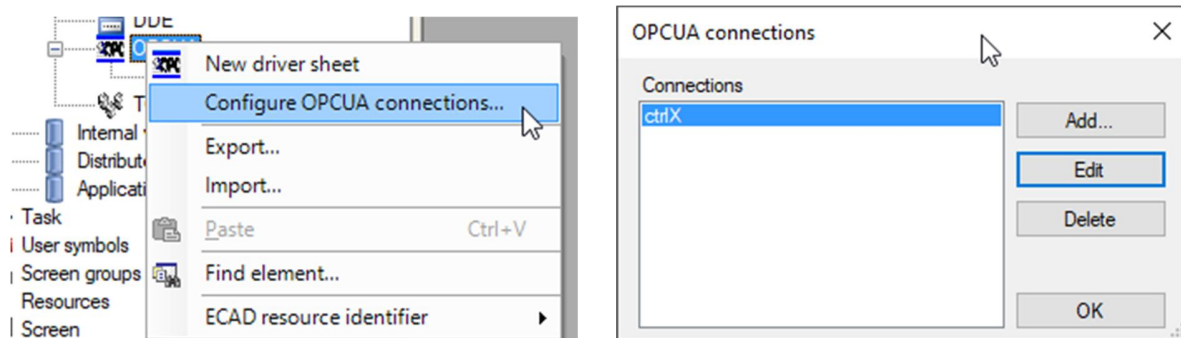 DDE
New driver sheet
Configure OPCUA connections...
Internal
Export...
Distribute
Import...
Applicati
Task
Paste Ctrl+V
User symbols
Screen groups
Find element...
Resources
ECAD resource identifier
Screen
OPCUA connections
Connections
ctrlX
Add...
Edit
Delete
OK